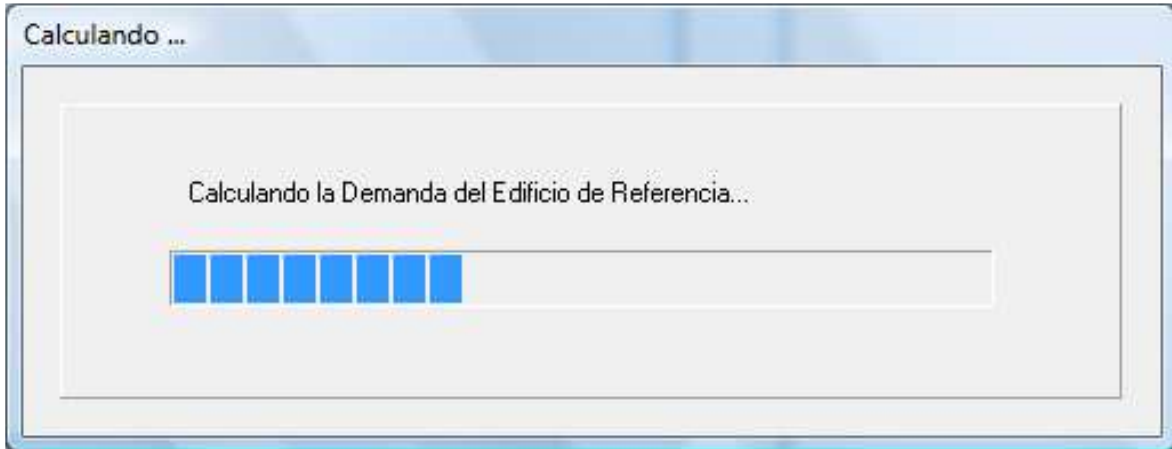 Calculando ...
Calculando la Demanda del Edificio de Referencia...